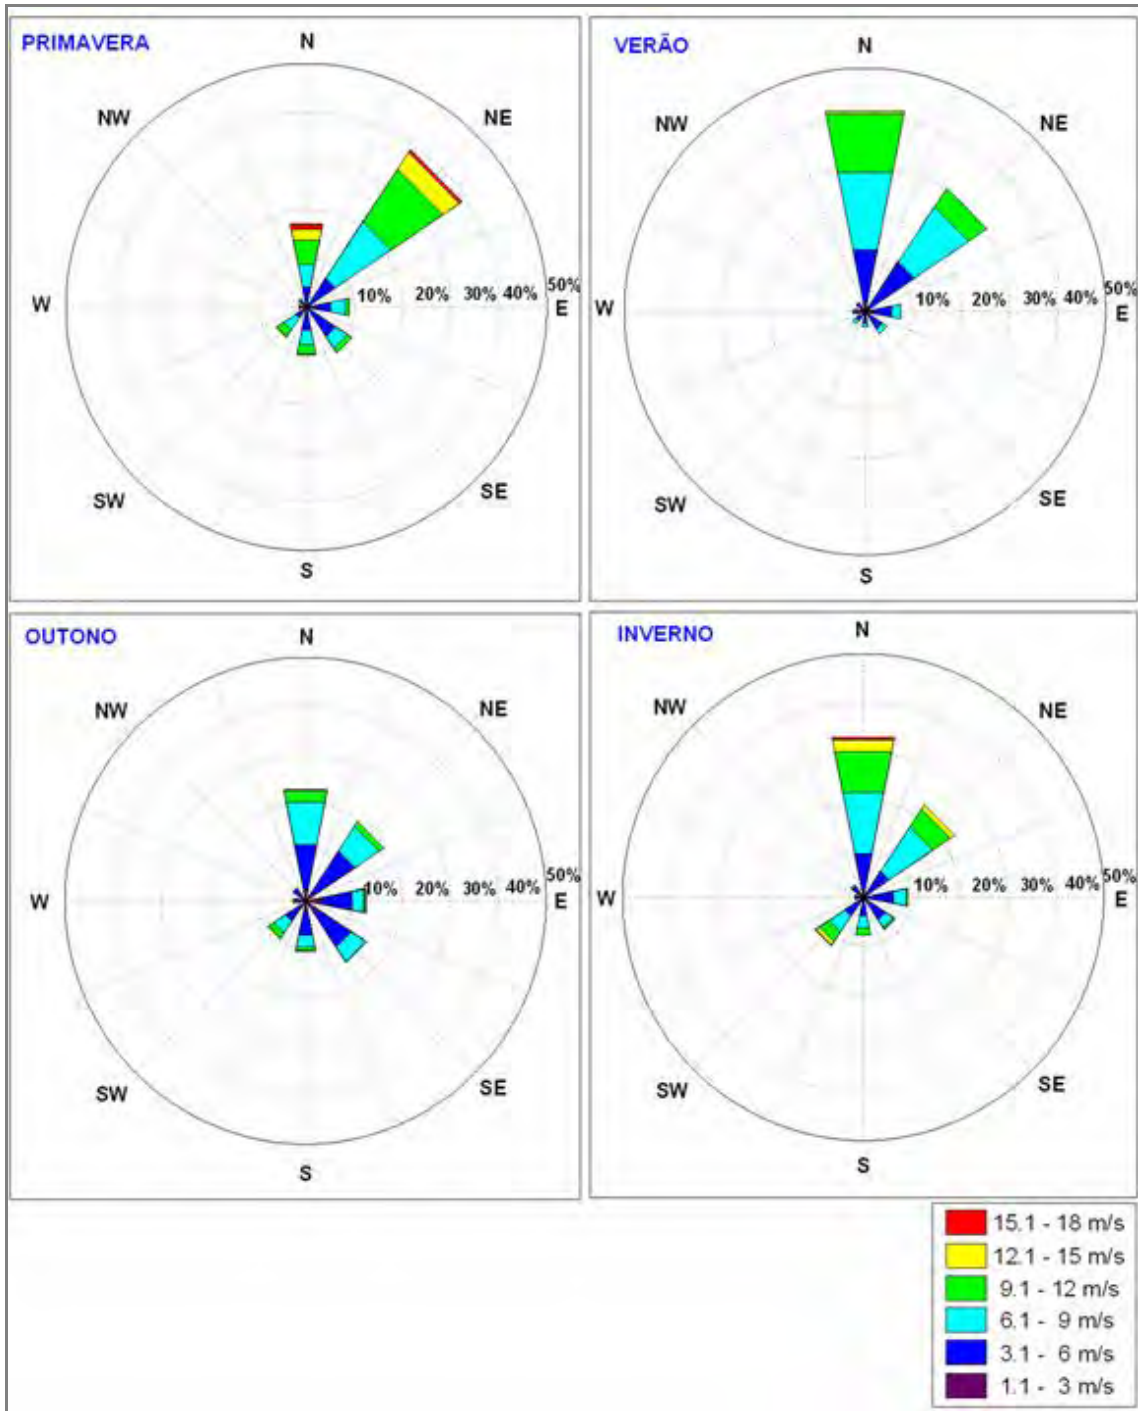 PRIMAVERA
N
NW NE
W 10% 20% 30% 40% 50% E
SW SE
S
VERÃO
N
NW NE
W 10% 20% 30% 40% 50% E
SW SE
S
OUTONO
N
NW NE
W 10% 20% 30% 40% 50% E
SW SE
S
INVERNO
N
NW NE
W 10% 20% 30% 40% 50% E
SW SE
S
15.1 - 18 m/s
12.1 - 15 m/s
9.1 - 12 m/s
6.1 - 9 m/s
3.1 - 6 m/s
1.1 - 3 m/s